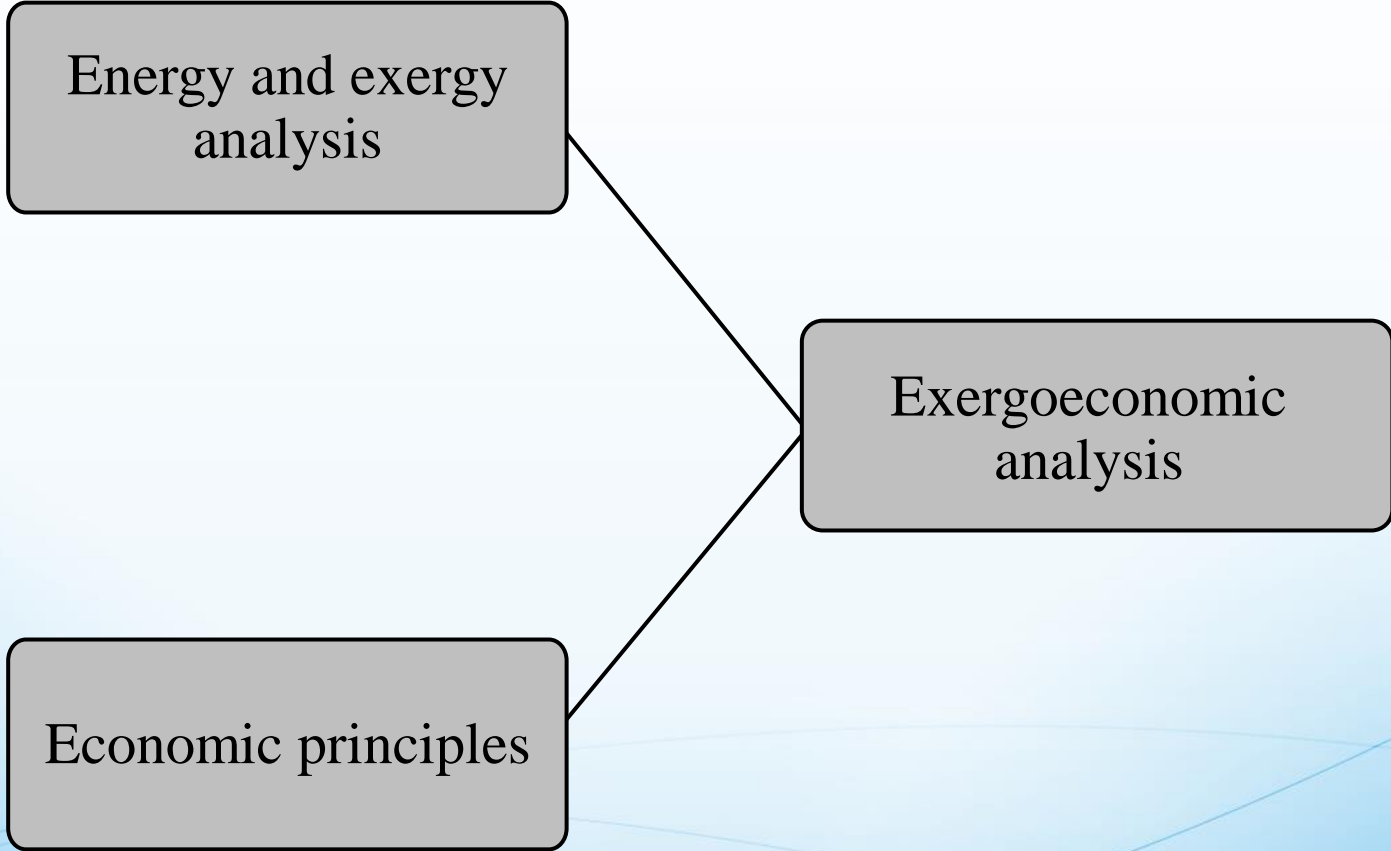 Energy and exergy
analysis
Exergoeconomic
analysis
Economic principles